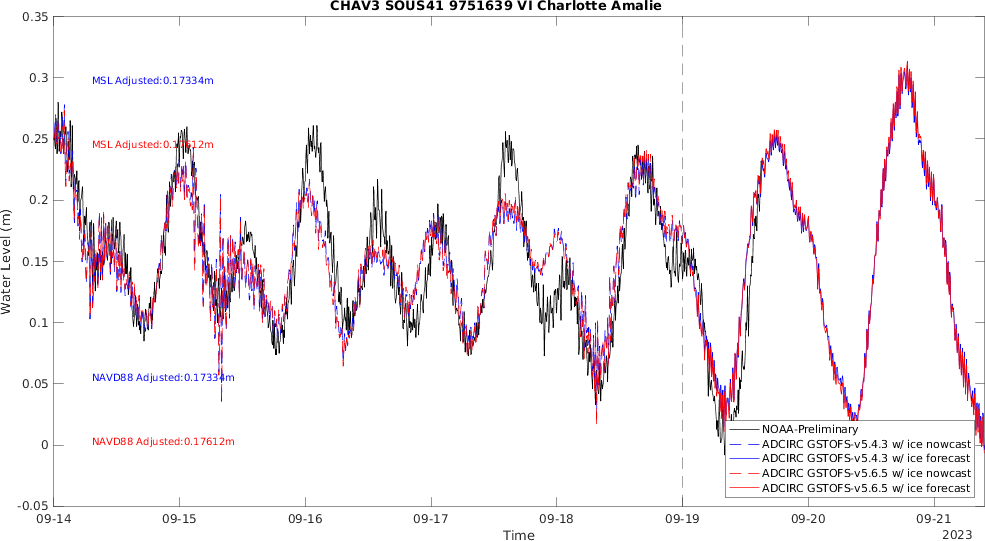 CHAV3 SOUS41 9751639 VI Charlotte Amalie
0.35
0.3
0.25
0.2
0.15
0.1
0.05
0
-0.05
Water Level (m)
MSL Adjusted:0.17334m
MSL Adjusted:0.17612m
NAVD88 Adjusted:0.17334m
NAVD88 Adjusted:0.17612m
NOAA-Preliminary
ADCIRC GSTOFS-v5.4.3 w/ ice nowcast
ADCIRC GSTOFS-v5.4.3 w/ ice forecast
ADCIRC GSTOFS-v5.6.5 w/ ice nowcast
ADCIRC GSTOFS-v5.6.5 w/ ice forecast
09-14 09-15 09-16 09-17 09-18 09-19 09-20 09-21
Time
2023